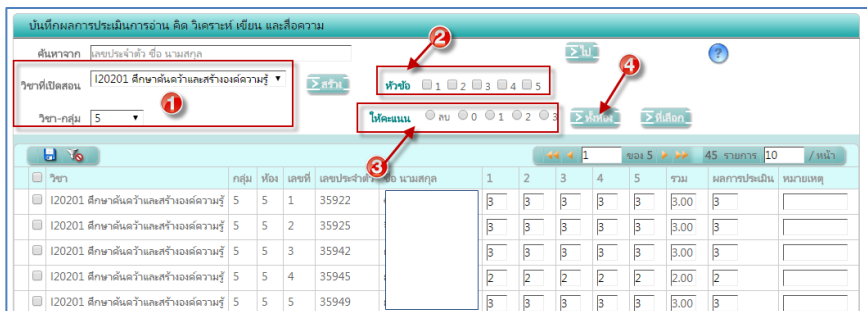 บันทึกผลการประเมินการอ่าน คิด วิเคราะห์ เขียน และสื่อความ
ค้นหาจาก เลขประจำตัว ชื่อ นามสกุล ไป ?
วิชาที่เปิดสอน I20201 ศึกษาค้นคว้าและสร้างองค์ความรู้ สร้าง หัวข้อ 1 2 3 4 5
วิชา-กลุ่ม 5 ให้คะแนน ลบ 0 1 2 3 ทั้งห้อง ที่เลือก
1 2 3 4
1 ของ 5 45 รายการ 10 / หน้า
วิชา กลุ่ม ห้อง เลขที่ เลขประจำตัว ชื่อ นามสกุล 1 2 3 4 5 รวม ผลการประเมิน หมายเหตุ
I20201 ศึกษาค้นคว้าและสร้างองค์ความรู้ 5 5 1 35922 3 3 3 3 3 3.00 3
I20201 ศึกษาค้นคว้าและสร้างองค์ความรู้ 5 5 2 35925 3 3 3 3 3 3.00 3
I20201 ศึกษาค้นคว้าและสร้างองค์ความรู้ 5 5 3 35942 3 3 3 3 3 3.00 3
I20201 ศึกษาค้นคว้าและสร้างองค์ความรู้ 5 5 4 35945 2 2 2 2 2 2.00 2
I20201 ศึกษาค้นคว้าและสร้างองค์ความรู้ 5 5 5 35949 3 3 3 3 3 3.00 3